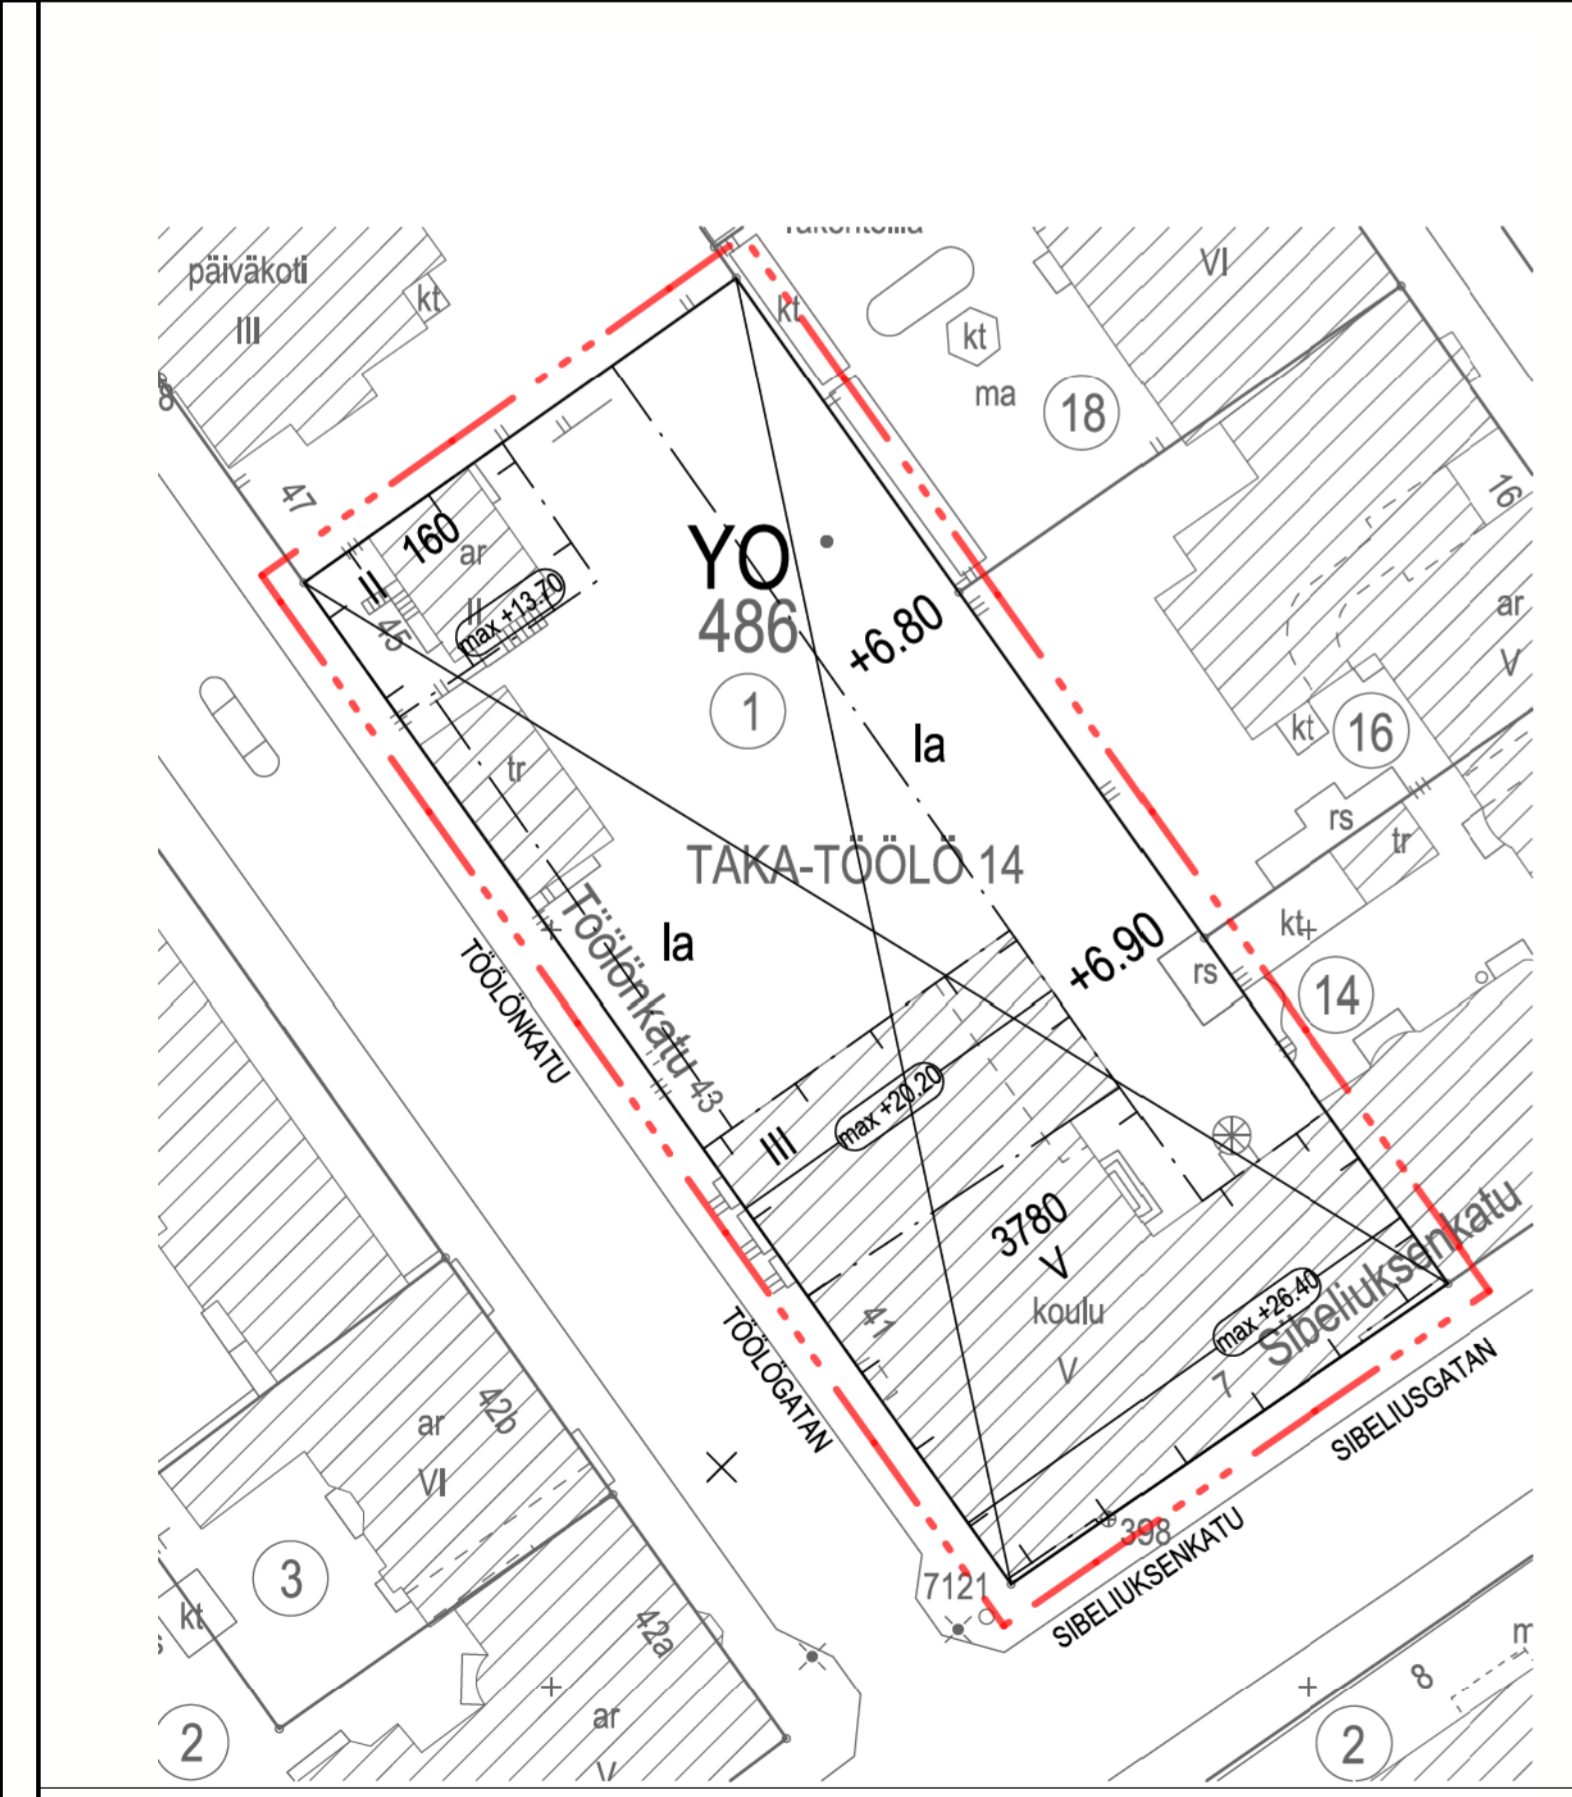 päiväkoti
III
kt
kt
kt
ma
18
VI
8
47
160
ar
II
II
45
max +13.70
YO
486
1
+6.80
la
16
ar
V
kt
16
rs
tr
tr
TAKA-TÖÖLÖ 14
la
+6.90
kt
rs
14
Töölönkatu 43
TÖÖLÖNKATU
max +20.20
III
3780
V
koulu
V
41
max +26.40
7
Sibeliuksenkatu
TÖÖLÖGATAN
SIBELIUSGATAN
SIBELIUKSENKATU
398
7121
42b
ar
VI
3
kt
42a
ar
V
2
8
2